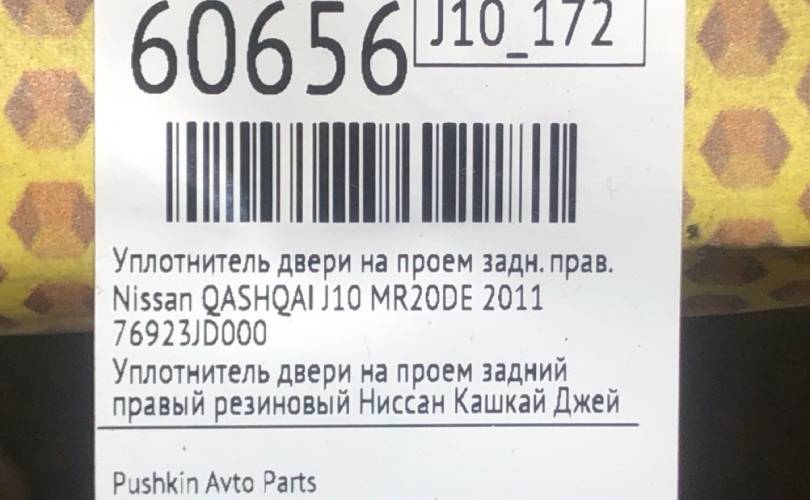 60656
J10_172
Уплотнитель двери на проем задн. прав.
Nissan QASHQAI J10 MR20DE 2011
76923JD000
Уплотнитель двери на проем задний
правый резиновый Ниссан Кашкай Джей
Pushkin Avto Parts